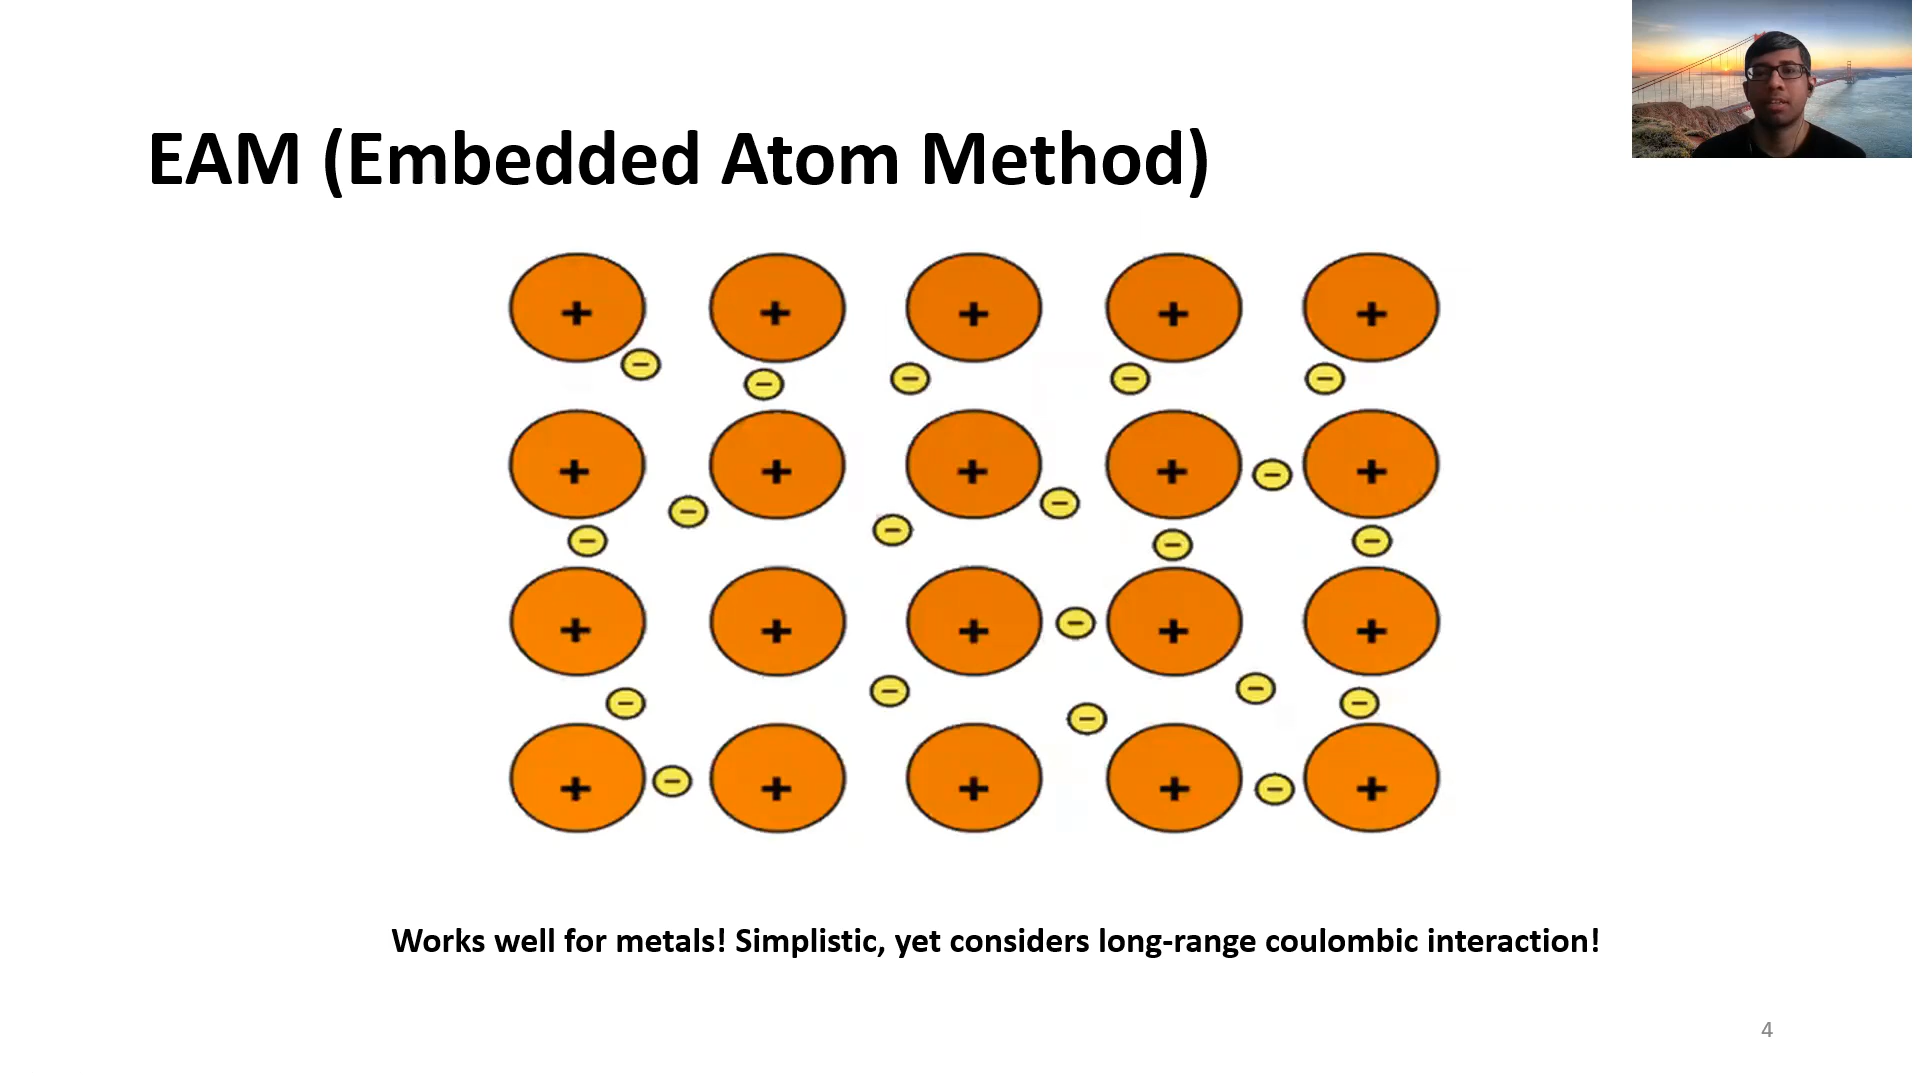 EAM (Embedded Atom Method)
+ + + + +
− − − − −
+ + + + +
− − − − −
− − −
+ + + + +
−
− − − − −
+ + + + +
− −
Works well for metals! Simplistic, yet considers long-range coulombic interaction!
4